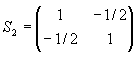 S₂ = ( 1 −1/2
−1/2 1 )